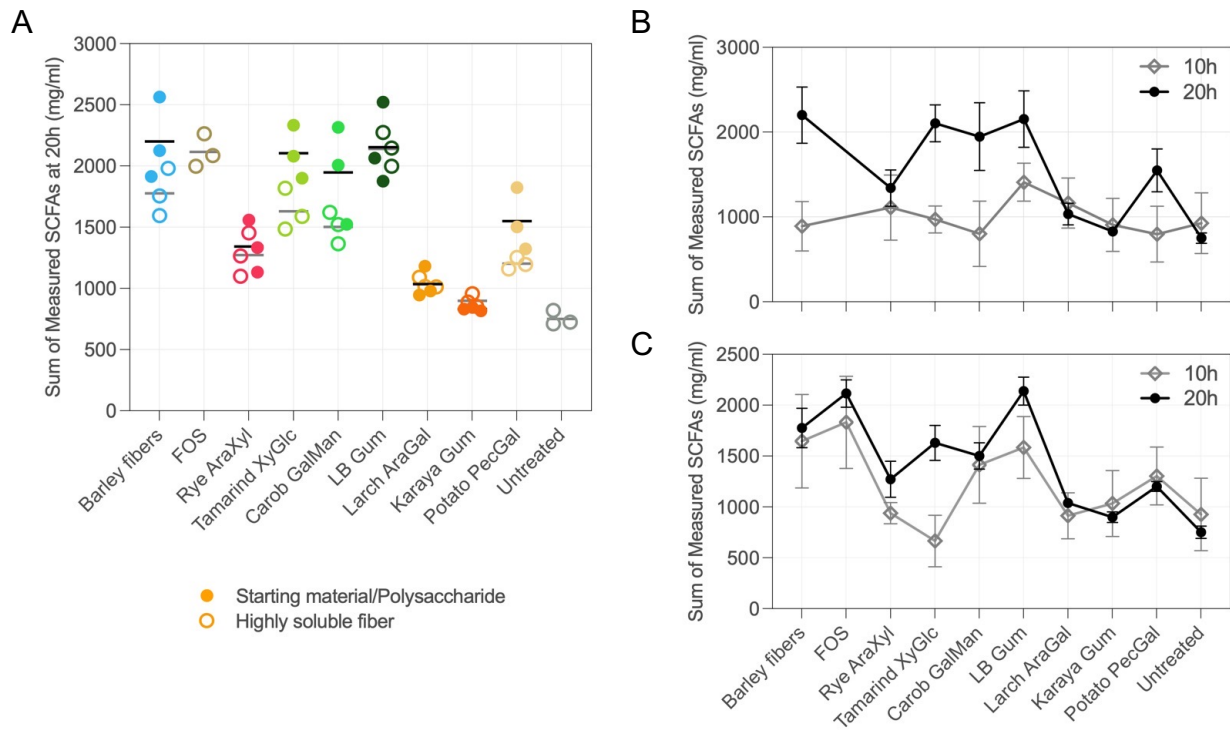 A
Sum of Measured SCFAs at 20h (mg/ml)
3000
2500
2000
1500
1000
500
0
Barley fibers
FOS
Rye AraXyl
Tamarind XyGlc
Carob GalMan
LB Gum
Larch AraGal
Karaya Gum
Potato PecGal
Untreated
Starting material/Polysaccharide
Highly soluble fiber
B
Sum of Measured SCFAs (mg/ml)
3000
2000
1000
0
10h
20h
C
Sum of Measured SCFAs (mg/ml)
2500
2000
1500
1000
500
0
10h
20h
Barley fibers
FOS
Rye AraXyl
Tamarind XyGlc
Carob GalMan
LB Gum
Larch AraGal
Karaya Gum
Potato PecGal
Untreated